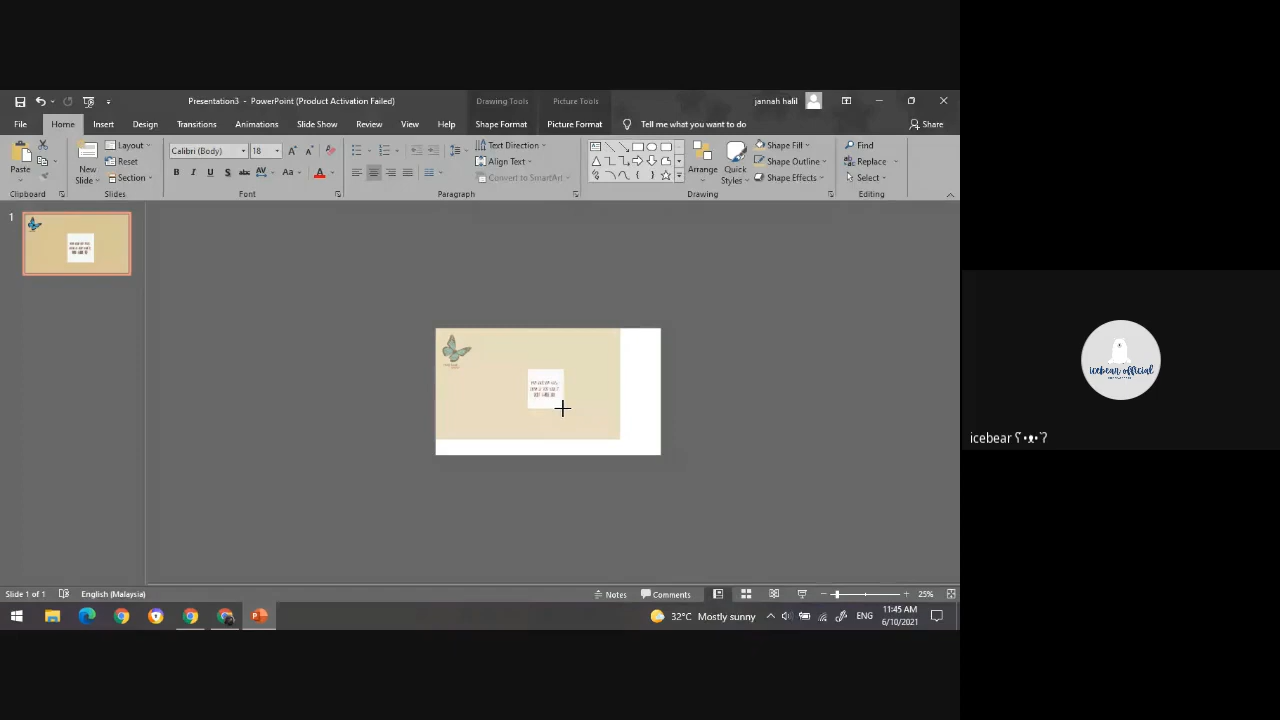 Presentation3 - PowerPoint (Product Activation Failed)
Drawing Tools
Picture Tools
jannah halil
File
Home
Insert
Design
Transitions
Animations
Slide Show
Review
View
Help
Shape Format
Picture Format
Tell me what you want to do
Share
Paste
Clipboard
New
Slide
Layout
Reset
Section
Slides
Calibri (Body)
18
B I U S abc AV Aa A
Font
Text Direction
Align Text
Convert to SmartArt
Paragraph
Arrange
Quick
Styles
Shape Fill
Shape Outline
Shape Effects
Drawing
Find
Replace
Select
Editing
1
icebear official
icebear ʕ•ᴥ•ʔ
Slide 1 of 1
English (Malaysia)
Notes
Comments
25%
32°C Mostly sunny
ENG
11:45 AM
6/10/2021